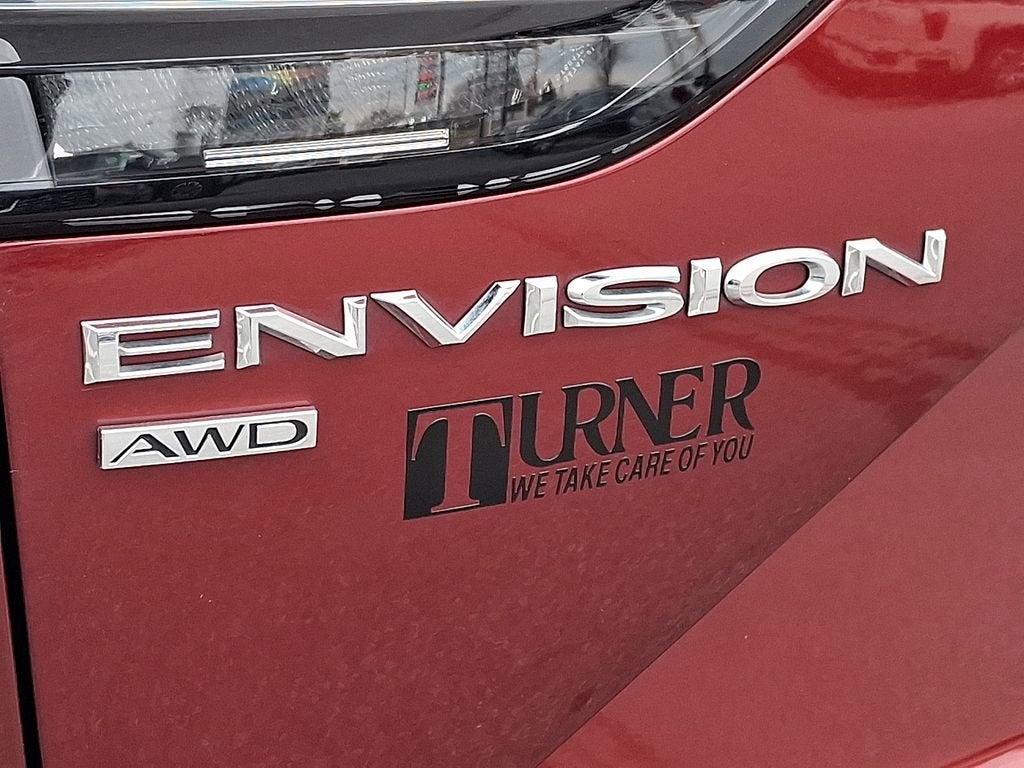 ENVISION
AWD
TURNER
WE TAKE CARE OF YOU